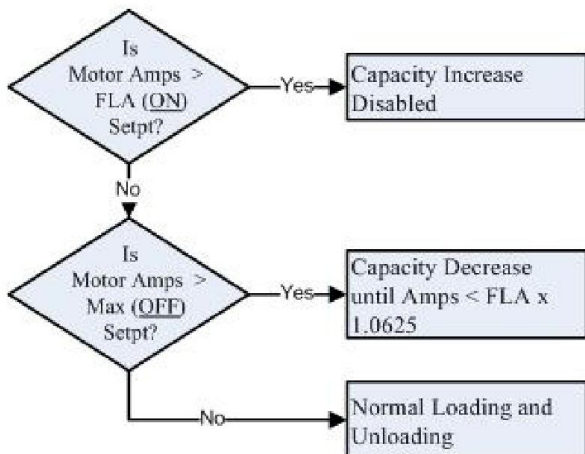 Is
Motor Amps >
FLA (ON)
Setpt?
Yes
Capacity Increase
Disabled
No
Is
Motor Amps >
Max (OFF)
Setpt?
Yes
Capacity Decrease
until Amps < FLA x
1.0625
No
Normal Loading and
Unloading